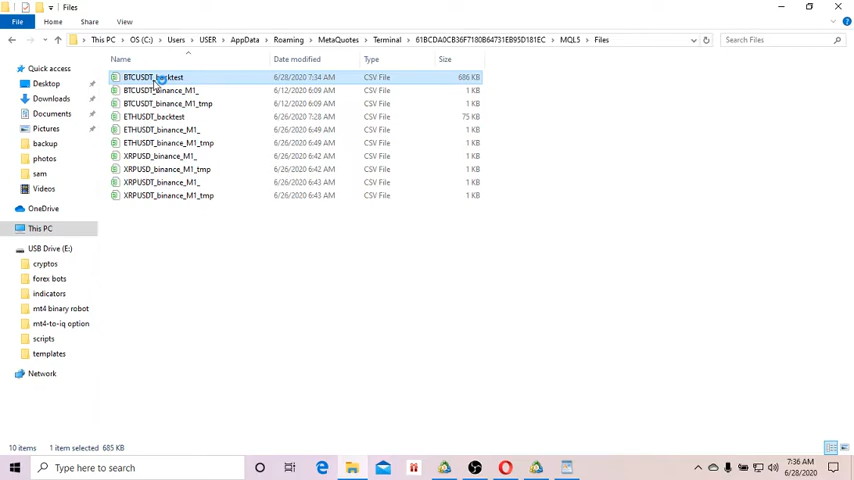 Files
File Home Share View
This PC Users USER AppData Roaming MetaQuotes Terminal 61BCDA0CB36F7180B64731EB95D181EC MQL5 Files
OS (C:)
Search Files
Name Date modified Type Size
BTCUSDT_backtest 6/28/2020 7:34 AM CSV File 686 KB
BTCUSDT_binance_M1_ 6/12/2020 6:09 AM CSV File 1 KB
BTCUSDT_binance_M1_tmp 6/12/2020 6:09 AM CSV File 1 KB
ETHUSDT_backtest 6/26/2020 7:28 AM CSV File 75 KB
ETHUSDT_binance_M1_ 6/26/2020 6:49 AM CSV File 1 KB
ETHUSDT_binance_M1_tmp 6/26/2020 6:49 AM CSV File 1 KB
XRPUSD_binance_M1_ 6/26/2020 6:42 AM CSV File 1 KB
XRPUSD_binance_M1_tmp 6/26/2020 6:42 AM CSV File 1 KB
XRPUSDT_binance_M1_ 6/26/2020 6:43 AM CSV File 1 KB
XRPUSDT_binance_M1_tmp 6/26/2020 6:43 AM CSV File 1 KB
Quick access
Desktop
Downloads
Documents
Pictures
backup
photos
sam
Videos
OneDrive
This PC
USB Drive (E:)
cryptos
forex bots
indicators
mt4 binary robot
mt4-to-iq option
scripts
templates
Network
10 items 1 item selected 685 KB
Type here to search
7:36 AM
6/28/2020